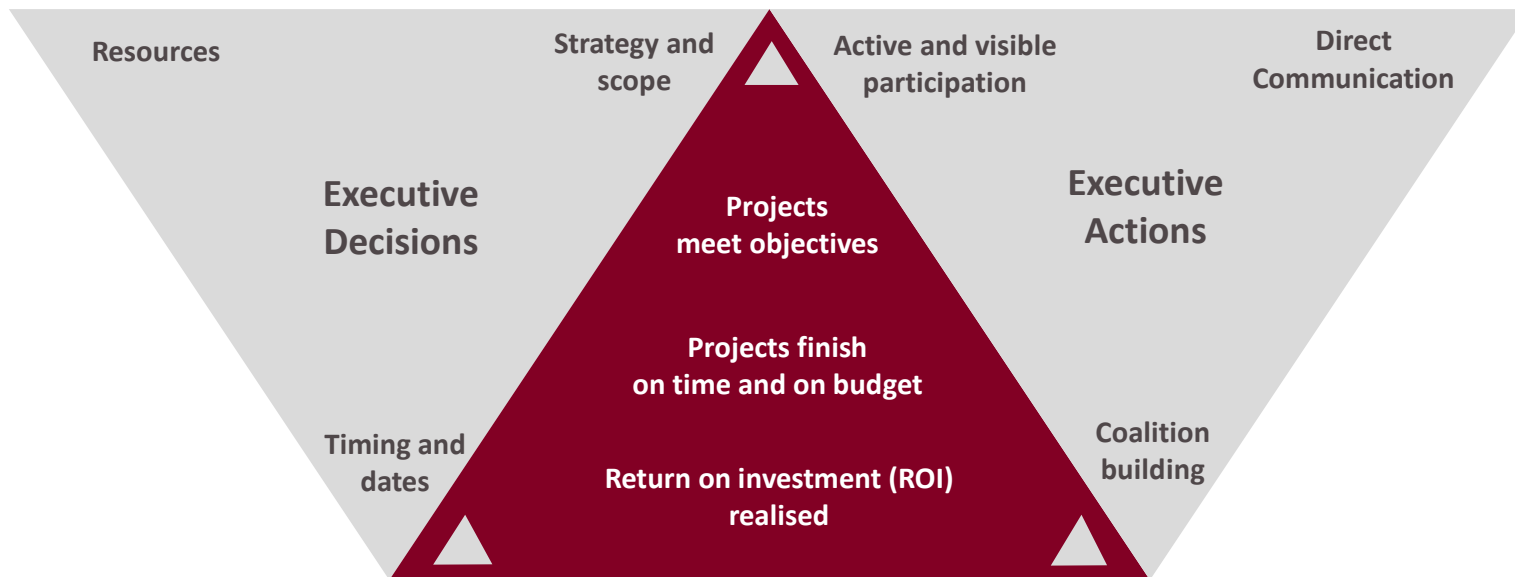 Resources
Strategy and
scope
Active and visible
participation
Direct
Communication
Executive
Decisions
Projects
meet objectives
Executive
Actions
Projects finish
on time and on budget
Timing and
dates
Return on investment (ROI)
realised
Coalition
building